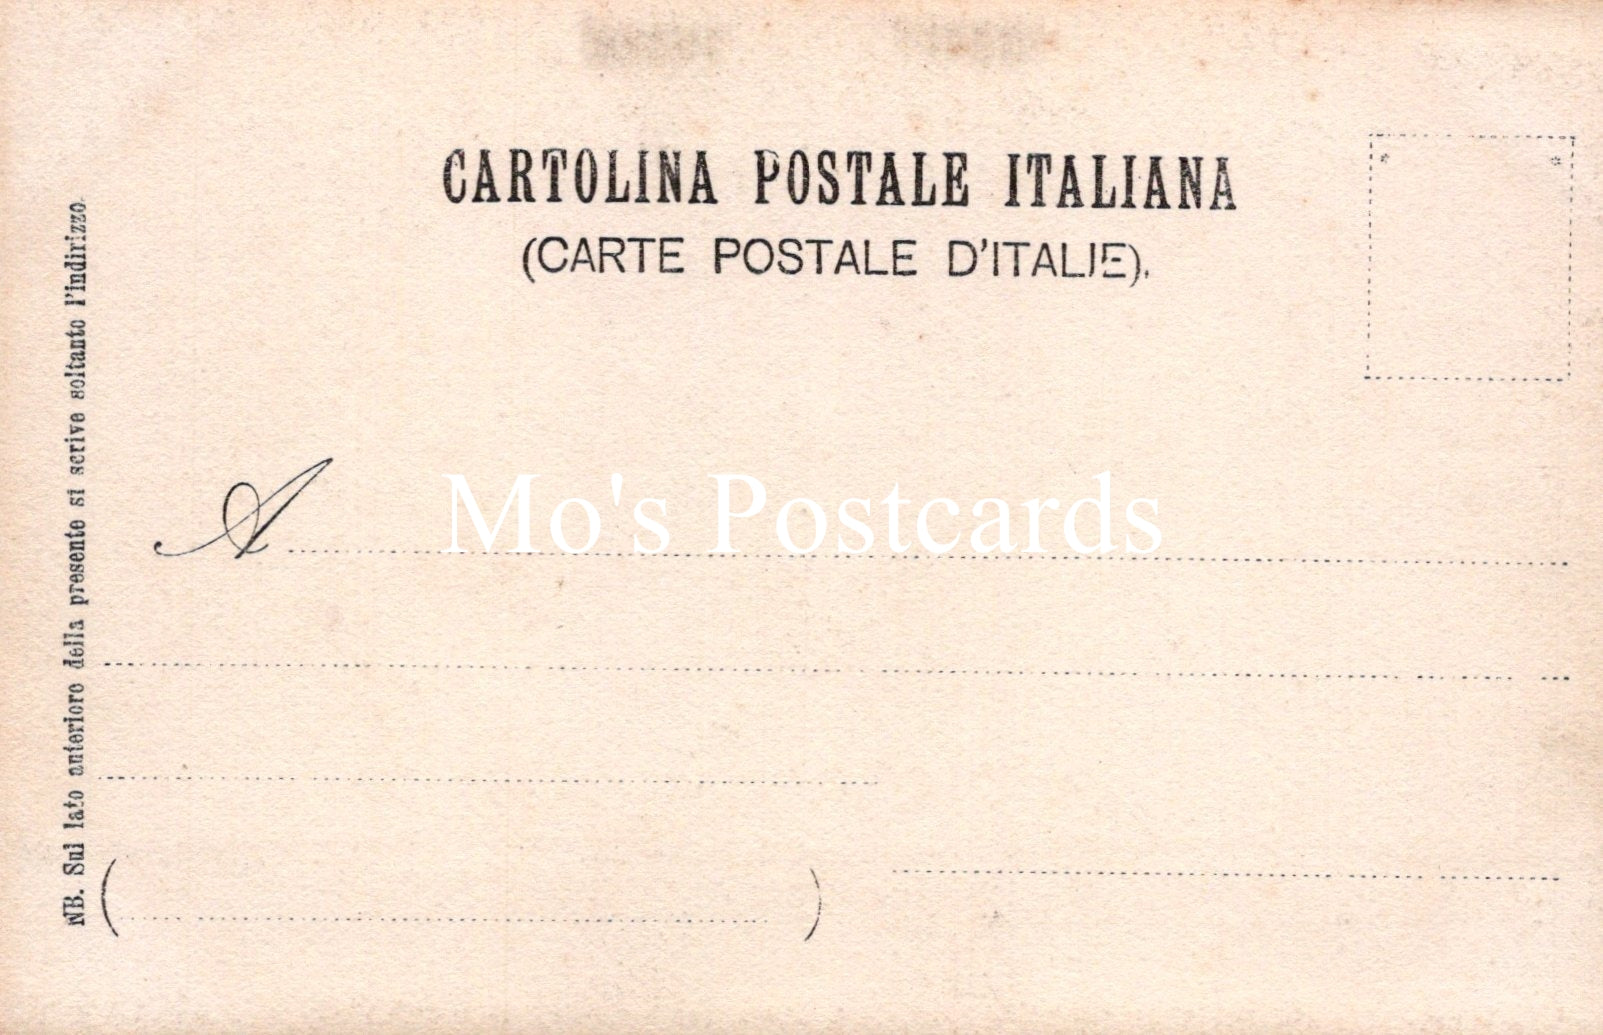 CARTOLINA POSTALE ITALIANA
(CARTE POSTALE D'ITALIE).
NB. Sul lato anteriore della presente si scrive soltanto l'indirizzo.
A
Mo's Postcards
( )